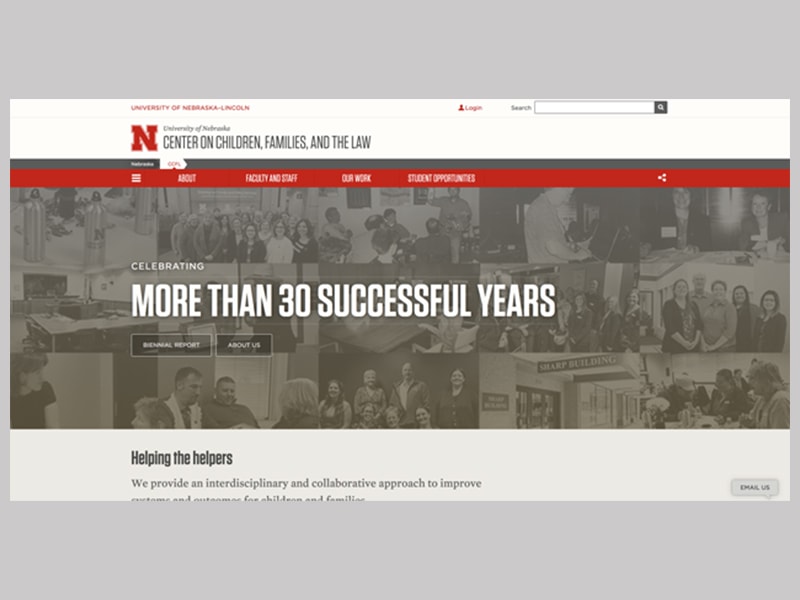 UNIVERSITY OF NEBRASKA–LINCOLN
Login
Search
N
University of Nebraska
CENTER ON CHILDREN, FAMILIES, AND THE LAW
Nebraska
CCFL
ABOUT
FACULTY AND STAFF
OUR WORK
STUDENT OPPORTUNITIES
CELEBRATING
MORE THAN 30 SUCCESSFUL YEARS
BIENNIAL REPORT
ABOUT US
SHARP BUILDING
SHARP
BUILDING
Helping the helpers
We provide an interdisciplinary and collaborative approach to improve
systems and outcomes for children and families
EMAIL US